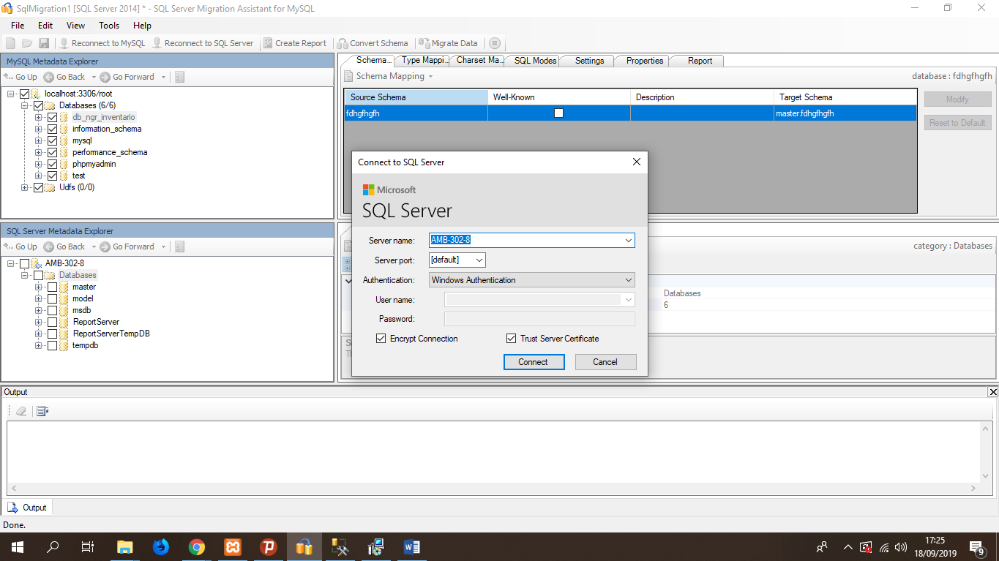 SqlMigration1 [SQL Server 2014] * - SQL Server Migration Assistant for MySQL
File Edit View Tools Help
Reconnect to MySQL Reconnect to SQL Server Create Report Convert Schema Migrate Data
MySQL Metadata Explorer
Go Up Go Back Go Forward
localhost:3306/root
Databases (6/6)
db_ngr_inventario
information_schema
mysql
performance_schema
phpmyadmin
test
Udfs (0/0)
Schema... Type Mappi... Charset Ma... SQL Modes Settings Properties Report
Schema Mapping
database : fdhgfhgfh
Source Schema Well-Known Description Target Schema
fdhgfhgfh master.fdhgfhgfh
Modify
Reset to Default
SQL Server Metadata Explorer
Go Up Go Back Go Forward
AMB-302-8
Databases
master
model
msdb
ReportServer
ReportServerTempDB
tempdb
category : Databases
Databases
6
Connect to SQL Server
Microsoft
SQL Server
Server name: AMB-302-8
Server port: [default]
Authentication: Windows Authentication
User name:
Password:
Encrypt Connection Trust Server Certificate
Connect Cancel
Output
Output
Done.
17:25
18/09/2019
9